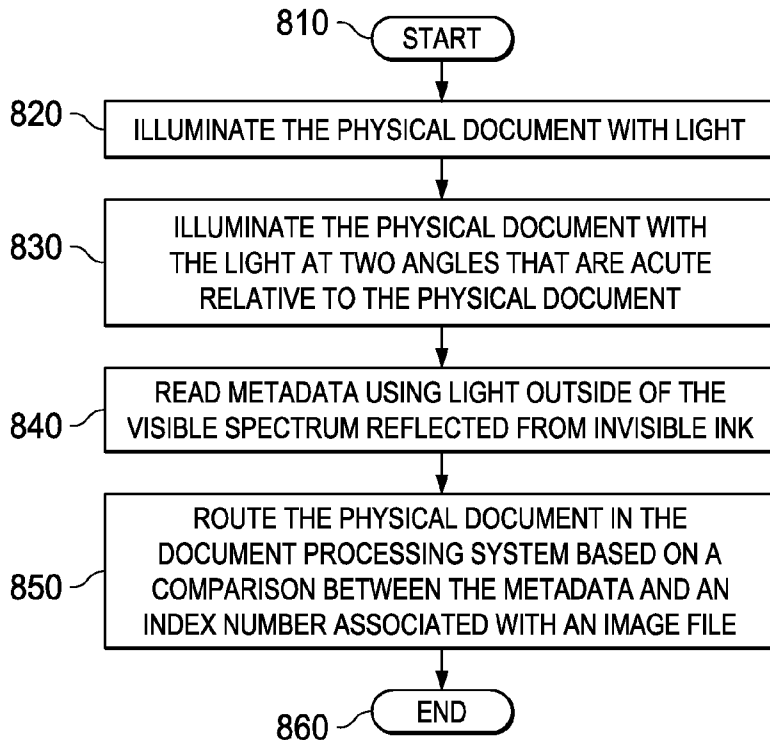 810
START
820
ILLUMINATE THE PHYSICAL DOCUMENT WITH LIGHT
830
ILLUMINATE THE PHYSICAL DOCUMENT WITH
THE LIGHT AT TWO ANGLES THAT ARE ACUTE
RELATIVE TO THE PHYSICAL DOCUMENT
840
READ METADATA USING LIGHT OUTSIDE OF THE
VISIBLE SPECTRUM REFLECTED FROM INVISIBLE INK
850
ROUTE THE PHYSICAL DOCUMENT IN THE
DOCUMENT PROCESSING SYSTEM BASED ON A
COMPARISON BETWEEN THE METADATA AND AN
INDEX NUMBER ASSOCIATED WITH AN IMAGE FILE
860
END